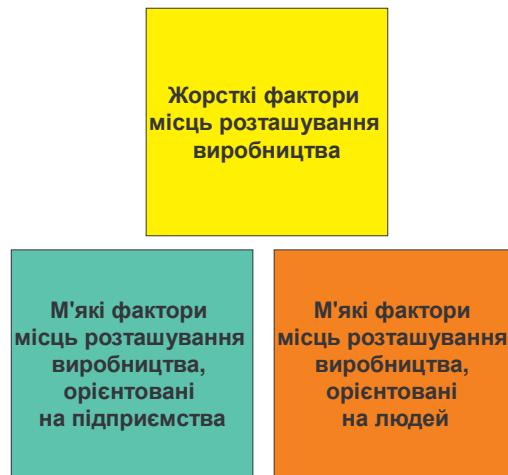 Жорсткі фактори
місць розташування
виробництва
М'які фактори
місць розташування
виробництва,
орієнтовані
на підприємства
М'які фактори
місць розташування
виробництва,
орієнтовані
на людей